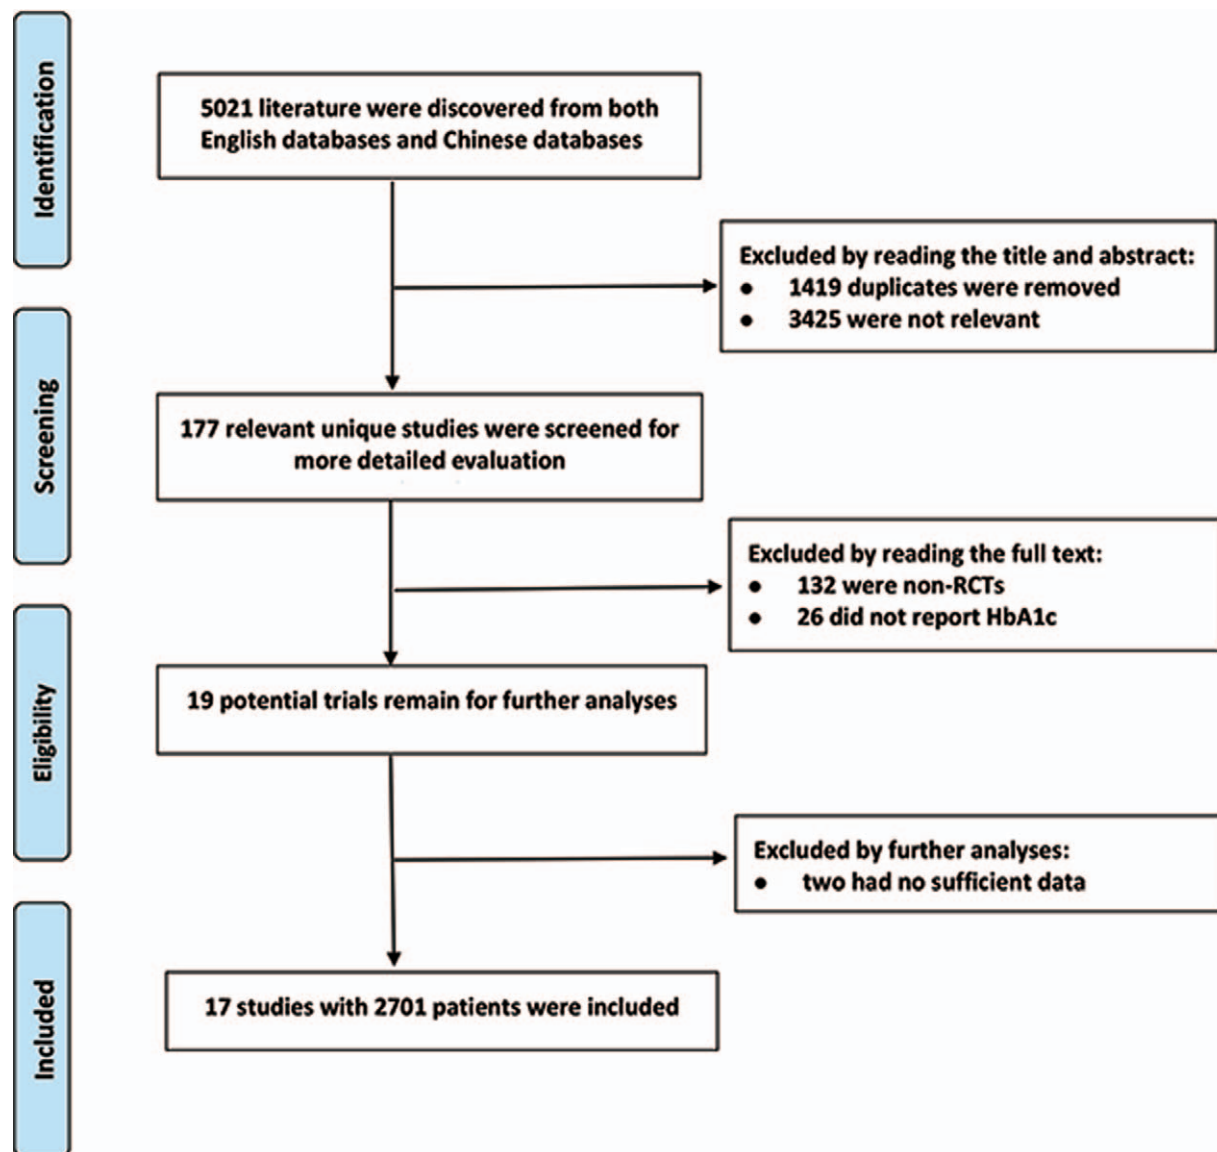 Identification
5021 literature were discovered from both
English databases and Chinese databases
Excluded by reading the title and abstract:
● 1419 duplicates were removed
● 3425 were not relevant
Screening
177 relevant unique studies were screened for
more detailed evaluation
Excluded by reading the full text:
● 132 were non-RCTs
● 26 did not report HbA1c
Eligibility
19 potential trials remain for further analyses
Excluded by further analyses:
● two had no sufficient data
Included
17 studies with 2701 patients were included